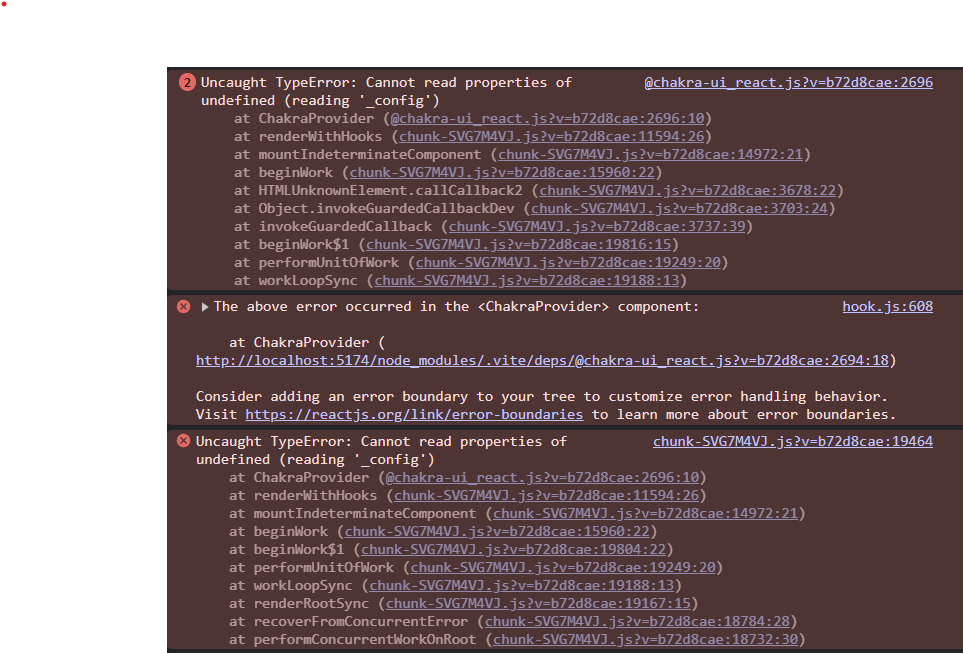 2 Uncaught TypeError: Cannot read properties of @chakra-ui_react.js?v=b72d8cae:2696
undefined (reading '_config')
at ChakraProvider (@chakra-ui_react.js?v=b72d8cae:2696:10)
at renderWithHooks (chunk-SVG7M4VJ.js?v=b72d8cae:11594:26)
at mountIndeterminateComponent (chunk-SVG7M4VJ.js?v=b72d8cae:14972:21)
at beginWork (chunk-SVG7M4VJ.js?v=b72d8cae:15960:22)
at HTMLUnknownElement.callCallback2 (chunk-SVG7M4VJ.js?v=b72d8cae:3678:22)
at Object.invokeGuardedCallbackDev (chunk-SVG7M4VJ.js?v=b72d8cae:3703:24)
at invokeGuardedCallback (chunk-SVG7M4VJ.js?v=b72d8cae:3737:39)
at beginWork$1 (chunk-SVG7M4VJ.js?v=b72d8cae:19816:15)
at performUnitOfWork (chunk-SVG7M4VJ.js?v=b72d8cae:19249:20)
at workLoopSync (chunk-SVG7M4VJ.js?v=b72d8cae:19188:13)
The above error occurred in the <ChakraProvider> component: hook.js:608
at ChakraProvider (
http://localhost:5174/node_modules/.vite/deps/@chakra-ui_react.js?v=b72d8cae:2694:18)
Consider adding an error boundary to your tree to customize error handling behavior.
Visit https://reactjs.org/link/error-boundaries to learn more about error boundaries.
Uncaught TypeError: Cannot read properties of chunk-SVG7M4VJ.js?v=b72d8cae:19464
undefined (reading '_config')
at ChakraProvider (@chakra-ui_react.js?v=b72d8cae:2696:10)
at renderWithHooks (chunk-SVG7M4VJ.js?v=b72d8cae:11594:26)
at mountIndeterminateComponent (chunk-SVG7M4VJ.js?v=b72d8cae:14972:21)
at beginWork (chunk-SVG7M4VJ.js?v=b72d8cae:15960:22)
at beginWork$1 (chunk-SVG7M4VJ.js?v=b72d8cae:19804:22)
at performUnitOfWork (chunk-SVG7M4VJ.js?v=b72d8cae:19249:20)
at workLoopSync (chunk-SVG7M4VJ.js?v=b72d8cae:19188:13)
at renderRootSync (chunk-SVG7M4VJ.js?v=b72d8cae:19167:15)
at recoverFromConcurrentError (chunk-SVG7M4VJ.js?v=b72d8cae:18784:28)
at performConcurrentWorkOnRoot (chunk-SVG7M4VJ.js?v=b72d8cae:18732:30)